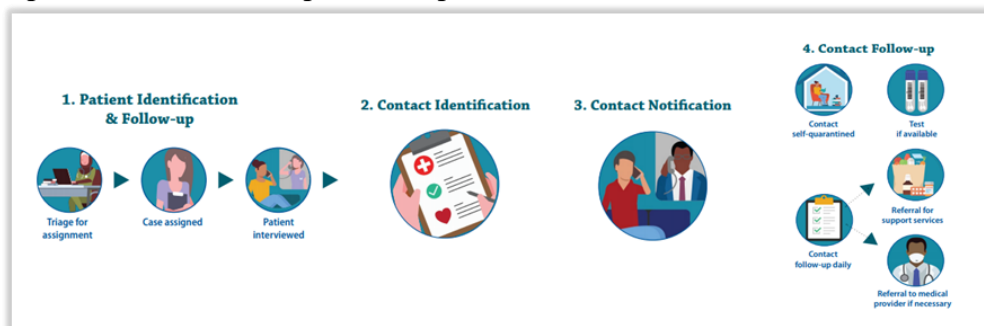 1. Patient Identification
& Follow-up
Triage for
assignment
Case assigned
Patient
interviewed
2. Contact Identification
3. Contact Notification
4. Contact Follow-up
Contact
self-quarantined
Test
if available
Contact
follow-up daily
Referral for
support services
Referral to medical
provider if necessary